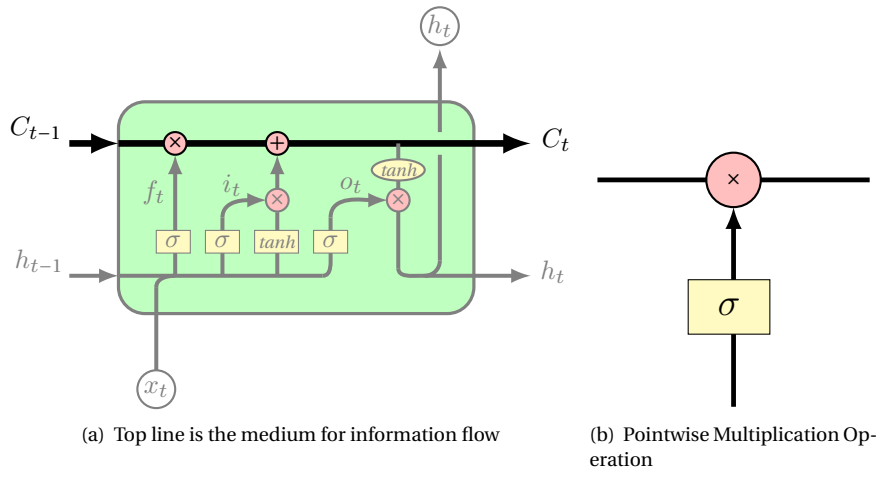 h_t
C_{t−1} × + C_t
tanh
f_t i_t × o_t ×
σ σ tanh σ
h_{t−1} h_t
x_t
(a) Top line is the medium for information flow
×
σ
(b) Pointwise Multiplication Op-
eration